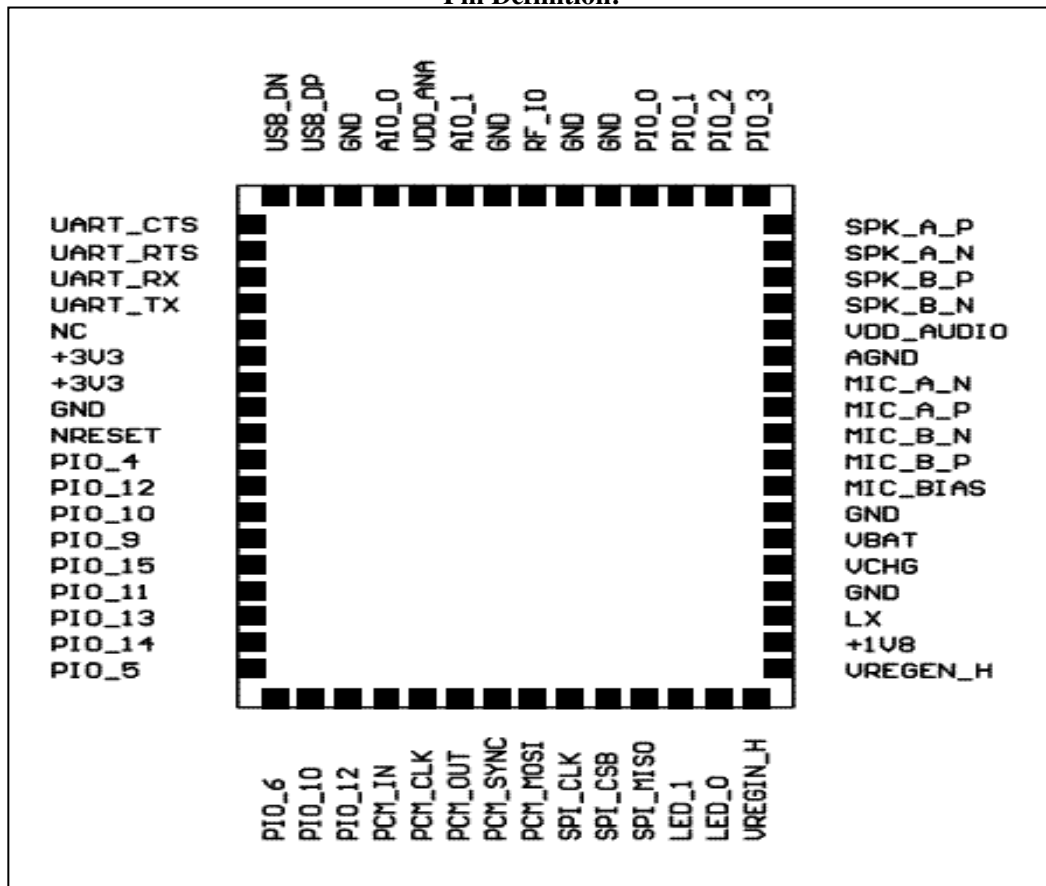 Pin Definition:
USB_DN
USB_DP
GND
AIO_0
VDD_ANA
AIO_1
GND
RF_IO
GND
GND
PIO_0
PIO_1
PIO_2
PIO_3
UART_CTS
UART_RTS
UART_RX
UART_TX
NC
+3V3
+3V3
GND
NRESET
PIO_4
PIO_12
PIO_10
PIO_9
PIO_15
PIO_11
PIO_13
PIO_14
PIO_5
SPK_A_P
SPK_A_N
SPK_B_P
SPK_B_N
VDD_AUDIO
AGND
MIC_A_N
MIC_A_P
MIC_B_N
MIC_B_P
MIC_BIAS
GND
VBAT
VCHG
GND
LX
+1V8
VREGEN_H
PIO_6
PIO_10
PIO_12
PCM_IN
PCM_CLK
PCM_OUT
PCM_SYNC
PCM_MOSI
SPI_CLK
SPI_CSB
SPI_MISO
LED_1
LED_0
VREGIN_H